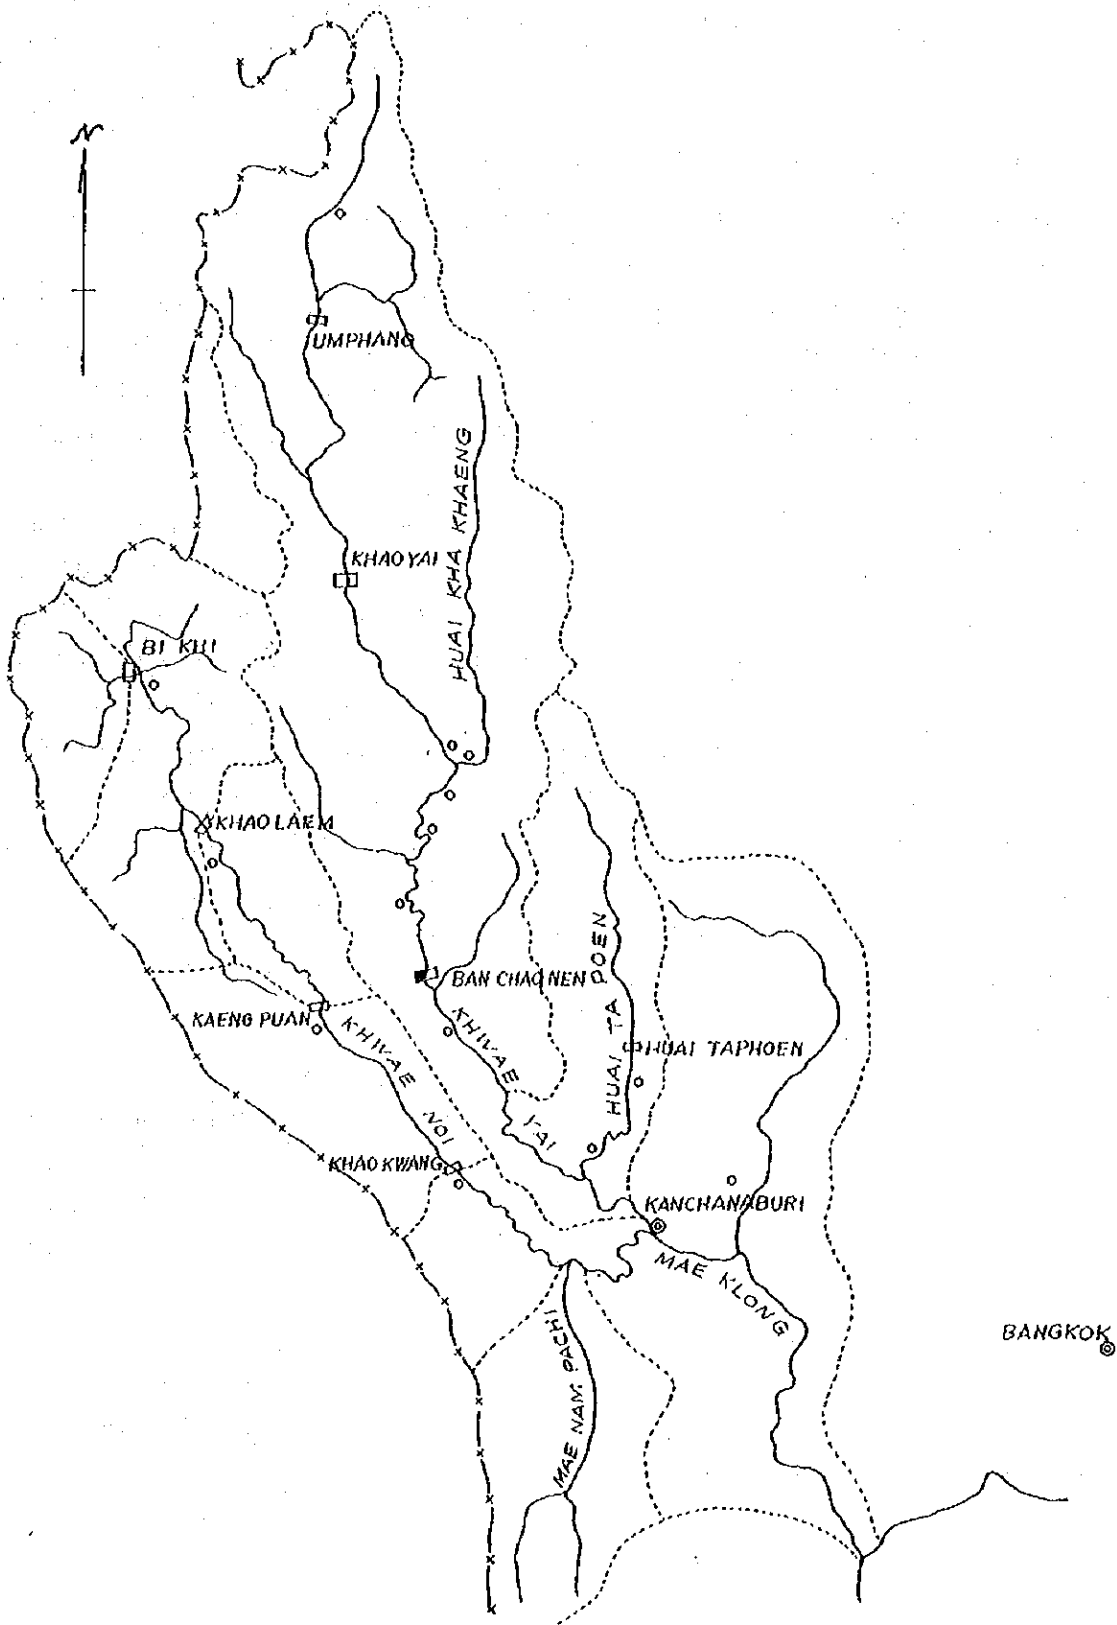 N
UMPHANG
HUAI KHA KHAENG
KHAO YAI
BI KHI
KHAO LAEM
BAN CHAO NEN
HUAI TA POEN
KAENG PUAN
KHWAE NOI
KHWAE YAI
HUAI TAPHOEN
KHAO KWANG
KANCHANABURI
MAE KLONG
MAE NAM PACHI
BANGKOK